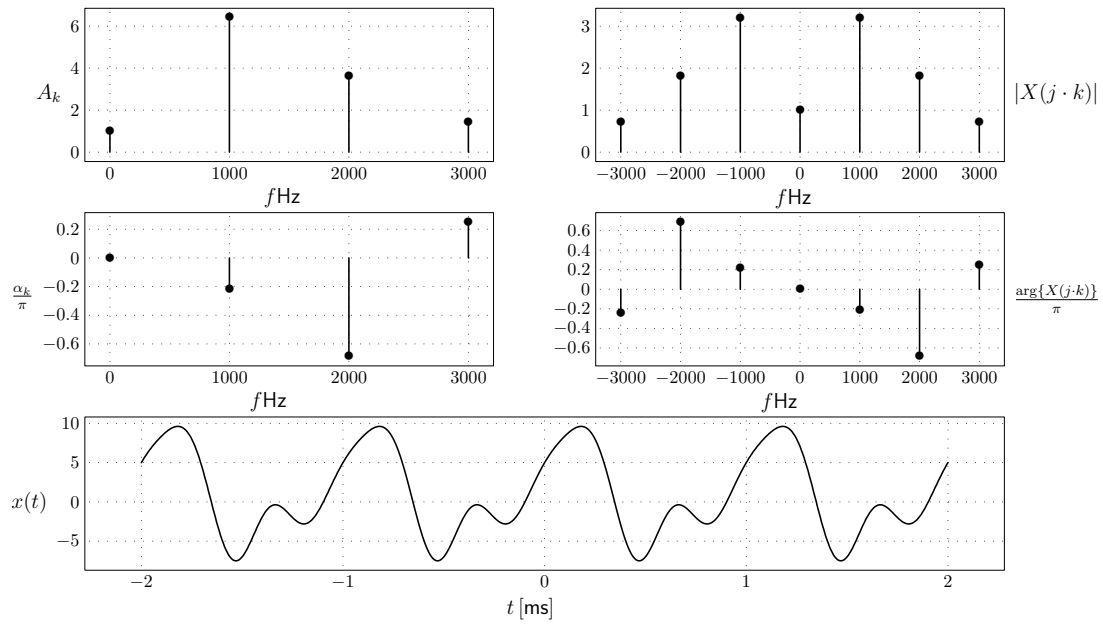 6
4
2
0
A_k
0 1000 2000 3000
f Hz
3
2
1
0
|X(j · k)|
−3000 −2000 −1000 0 1000 2000 3000
f Hz
0.2
0
−0.2
−0.4
−0.6
α_k/π
0 1000 2000 3000
f Hz
0.6
0.4
0.2
0
−0.2
−0.4
−0.6
arg{X(j·k)}/π
−3000 −2000 −1000 0 1000 2000 3000
f Hz
10
5
0
−5
x(t)
−2 −1 0 1 2
t [ms]